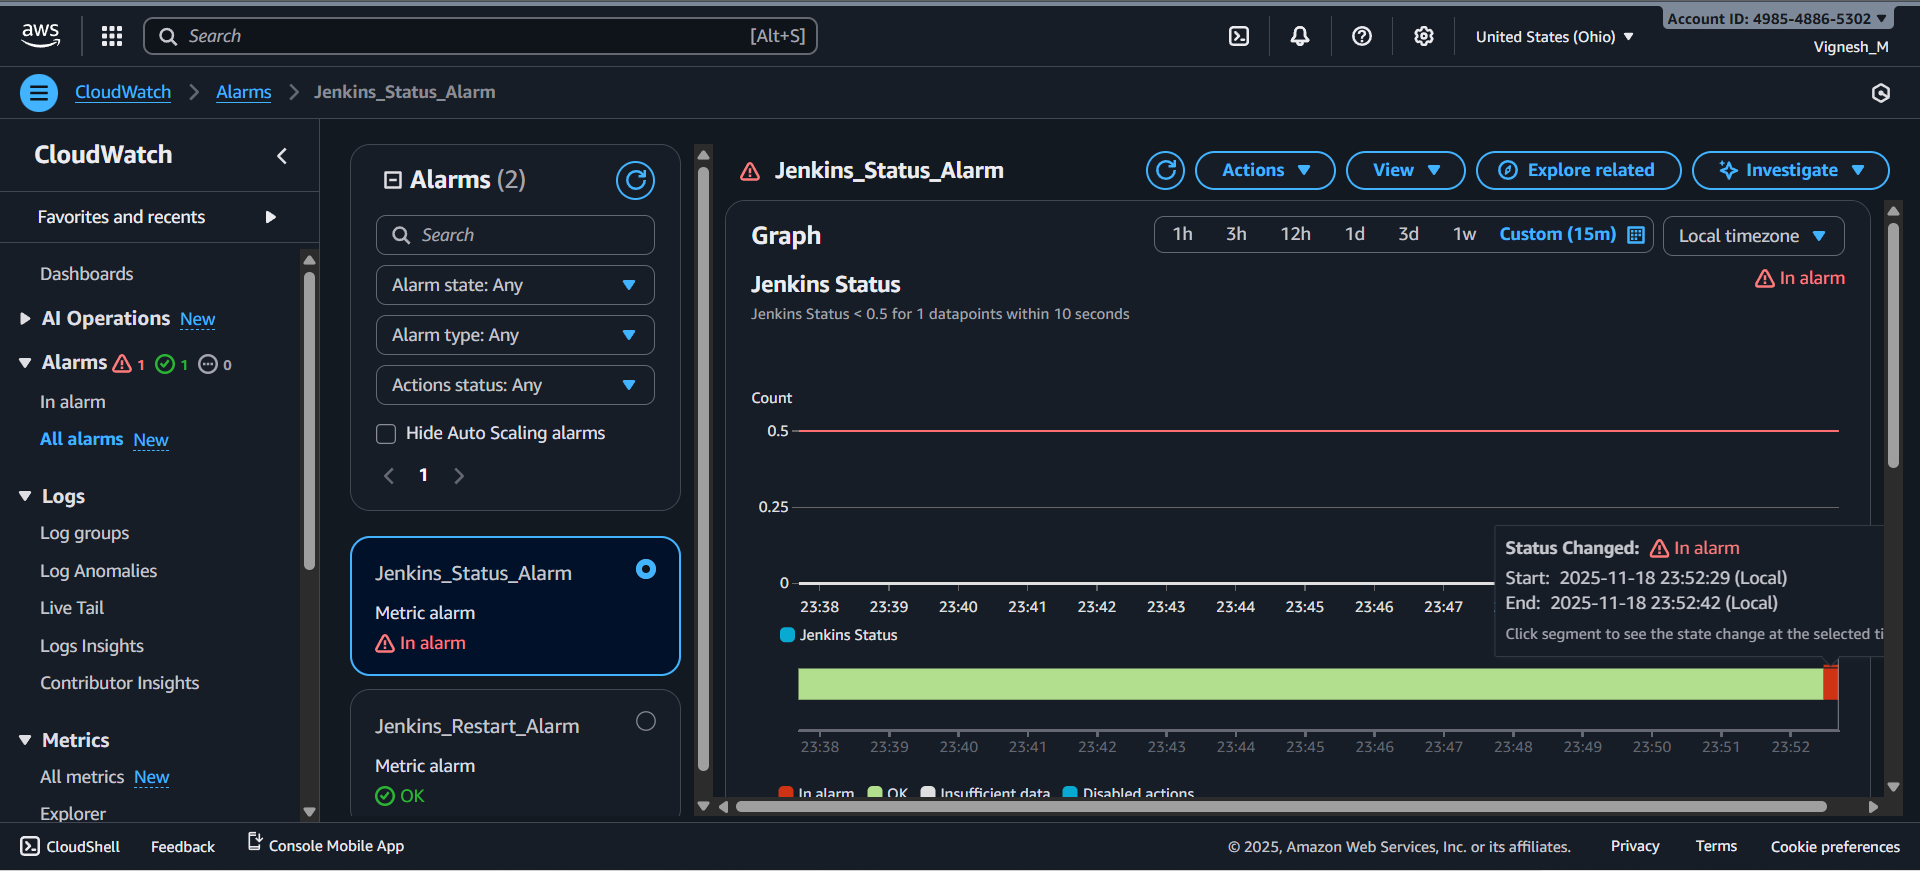 Account ID: 4985-4886-5302
aws
Search
[Alt+S]
United States (Ohio)
Vignesh_M
CloudWatch
Alarms
Jenkins_Status_Alarm
CloudWatch
Favorites and recents
Dashboards
AI Operations New
Alarms 1 1 0
In alarm
All alarms New
Logs
Log groups
Log Anomalies
Live Tail
Logs Insights
Contributor Insights
Metrics
All metrics New
Explorer
Alarms (2)
Search
Alarm state: Any
Alarm type: Any
Actions status: Any
Hide Auto Scaling alarms
1
Jenkins_Status_Alarm
Metric alarm
In alarm
Jenkins_Restart_Alarm
Metric alarm
OK
Jenkins_Status_Alarm
Actions
View
Explore related
Investigate
Graph
1h 3h 12h 1d 3d 1w Custom (15m)
Local timezone
Jenkins Status
In alarm
Jenkins Status < 0.5 for 1 datapoints within 10 seconds
Count
0.5
0.25
0
23:38 23:39 23:40 23:41 23:42 23:43 23:44 23:45 23:46 23:47
Status Changed: In alarm
Start: 2025-11-18 23:52:29 (Local)
End: 2025-11-18 23:52:42 (Local)
Click segment to see the state change at the selected ti
Jenkins Status
23:38 23:39 23:40 23:41 23:42 23:43 23:44 23:45 23:46 23:47 23:48 23:49 23:50 23:51 23:52
In alarm OK Insufficient data Disabled actions
CloudShell
Feedback
Console Mobile App
© 2025, Amazon Web Services, Inc. or its affiliates.
Privacy
Terms
Cookie preferences